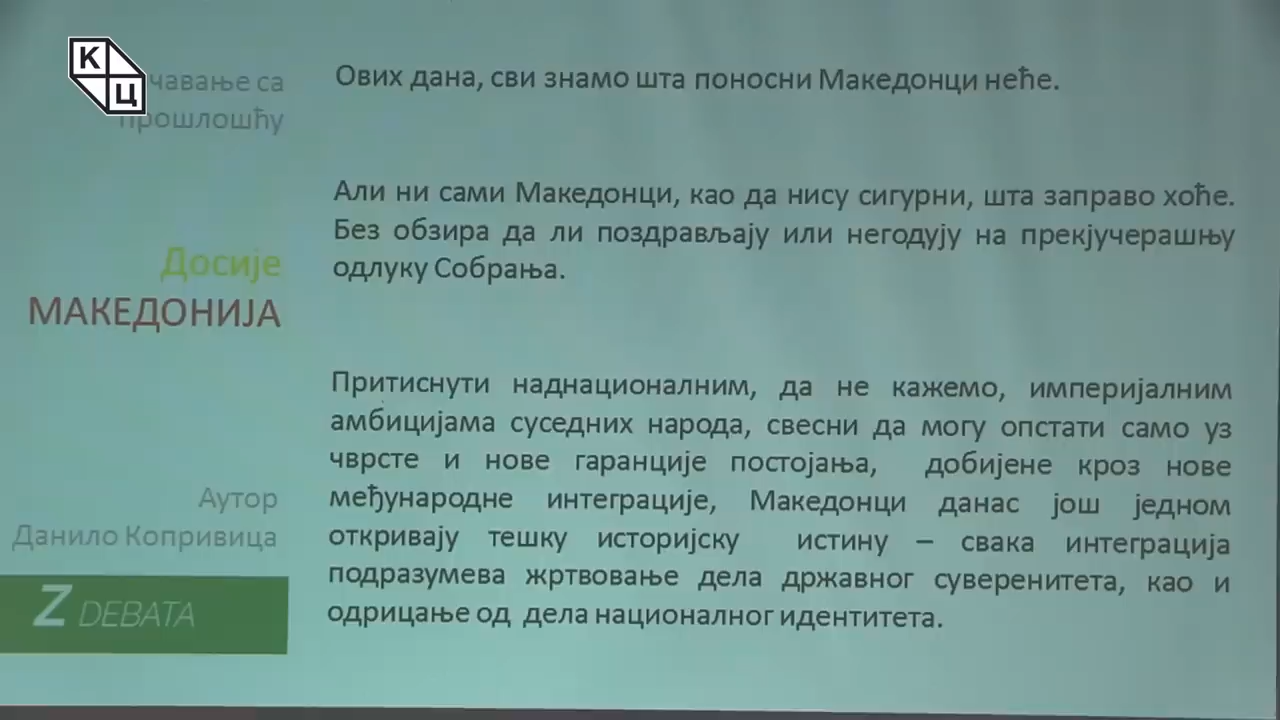 К
Ц
чавање са
прошлошћу
Досије
МАКЕДОНИЈА
Аутор
Данило Копривица
Z DEBATA
Ових дана, сви знамо шта поносни Македонци неће.
Али ни сами Македонци, као да нису сигурни, шта заправо хоће.
Без обзира да ли поздрављају или негодују на прекјучерашњу
одлуку Собрања.
Притиснути наднационалним, да не кажемо, империјалним
амбицијама суседних народа, свесни да могу опстати само уз
чврсте и нове гаранције постојања, добијене кроз нове
међународне интеграције, Македонци данас још једном
откривају тешку историјску истину – свака интеграција
подразумева жртвовање дела државног суверенитета, као и
одрицање од дела националног идентитета.